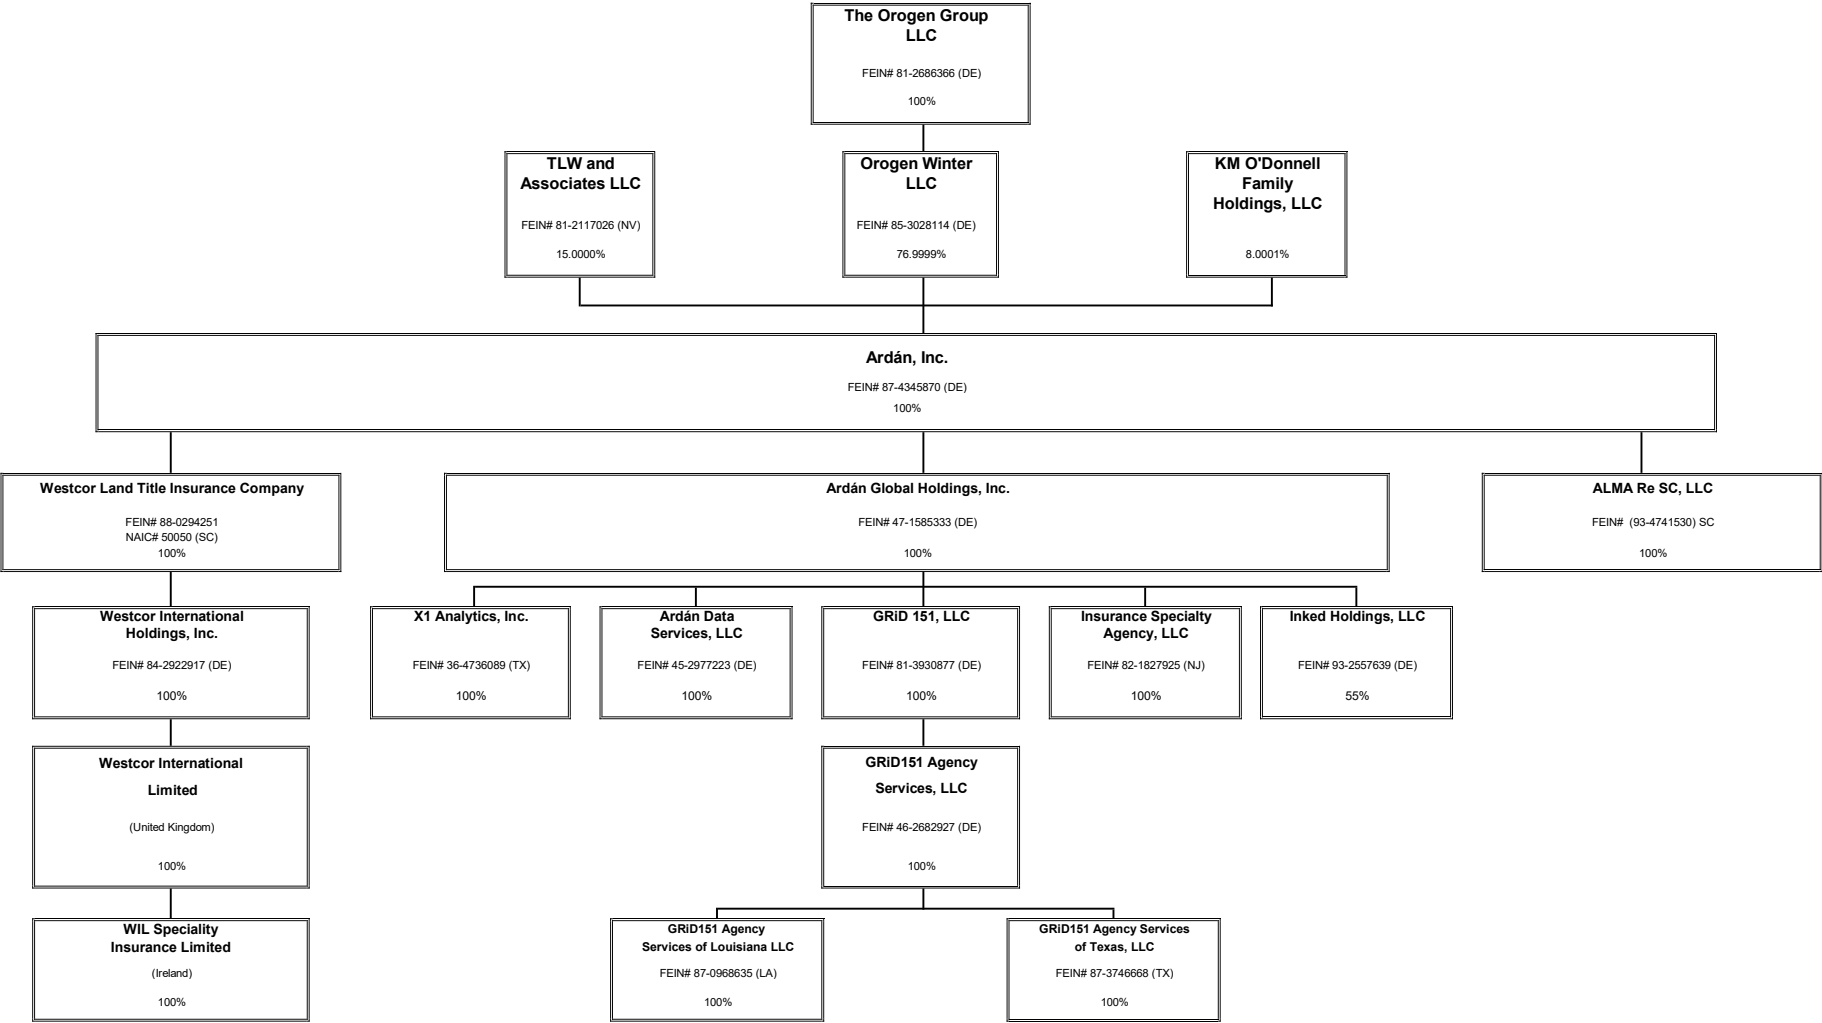 The Orogen Group
LLC
FEIN# 81-2686366 (DE)
100%
TLW and
Associates LLC
FEIN# 81-2117026 (NV)
15.0000%
Orogen Winter
LLC
FEIN# 85-3028114 (DE)
76.9999%
KM O'Donnell
Family
Holdings, LLC
8.0001%
Ardán, Inc.
FEIN# 87-4345870 (DE)
100%
Westcor Land Title Insurance Company
FEIN# 88-0294251
NAIC# 50050 (SC)
100%
Ardán Global Holdings, Inc.
FEIN# 47-1585333 (DE)
100%
ALMA Re SC, LLC
FEIN# (93-4741530) SC
100%
Westcor International
Holdings, Inc.
FEIN# 84-2922917 (DE)
100%
X1 Analytics, Inc.
FEIN# 36-4736089 (TX)
100%
Ardán Data
Services, LLC
FEIN# 45-2977223 (DE)
100%
GRiD 151, LLC
FEIN# 81-3930877 (DE)
100%
Insurance Specialty
Agency, LLC
FEIN# 82-1827925 (NJ)
100%
Inked Holdings, LLC
FEIN# 93-2557639 (DE)
55%
Westcor International
Limited
(United Kingdom)
100%
GRiD151 Agency
Services, LLC
FEIN# 46-2682927 (DE)
100%
WIL Speciality
Insurance Limited
(Ireland)
100%
GRiD151 Agency
Services of Louisiana LLC
FEIN# 87-0968635 (LA)
100%
GRiD151 Agency Services
of Texas, LLC
FEIN# 87-3746668 (TX)
100%